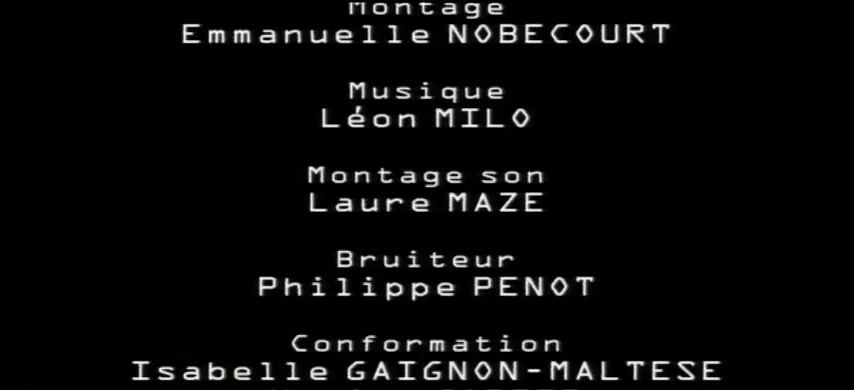 Montage
Emmanuelle NOBECOURT
Musique
Léon MILO
Montage son
Laure MAZE
Bruiteur
Philippe PENOT
Conformation
Isabelle GAIGNON-MALTESE